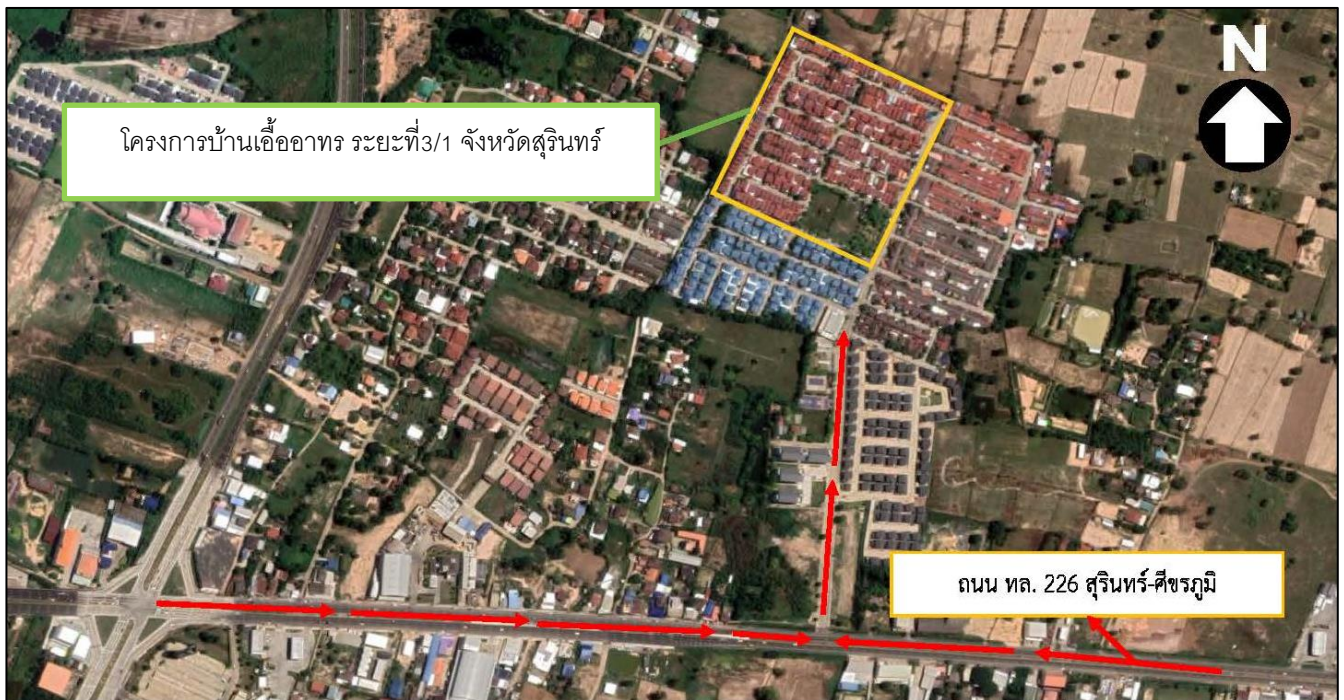 N
โครงการบ้านเอื้ออาทร ระยะที่3/1 จังหวัดสุรินทร์
ถนน ทล. 226 สุรินทร์-ศีขรภูมิ